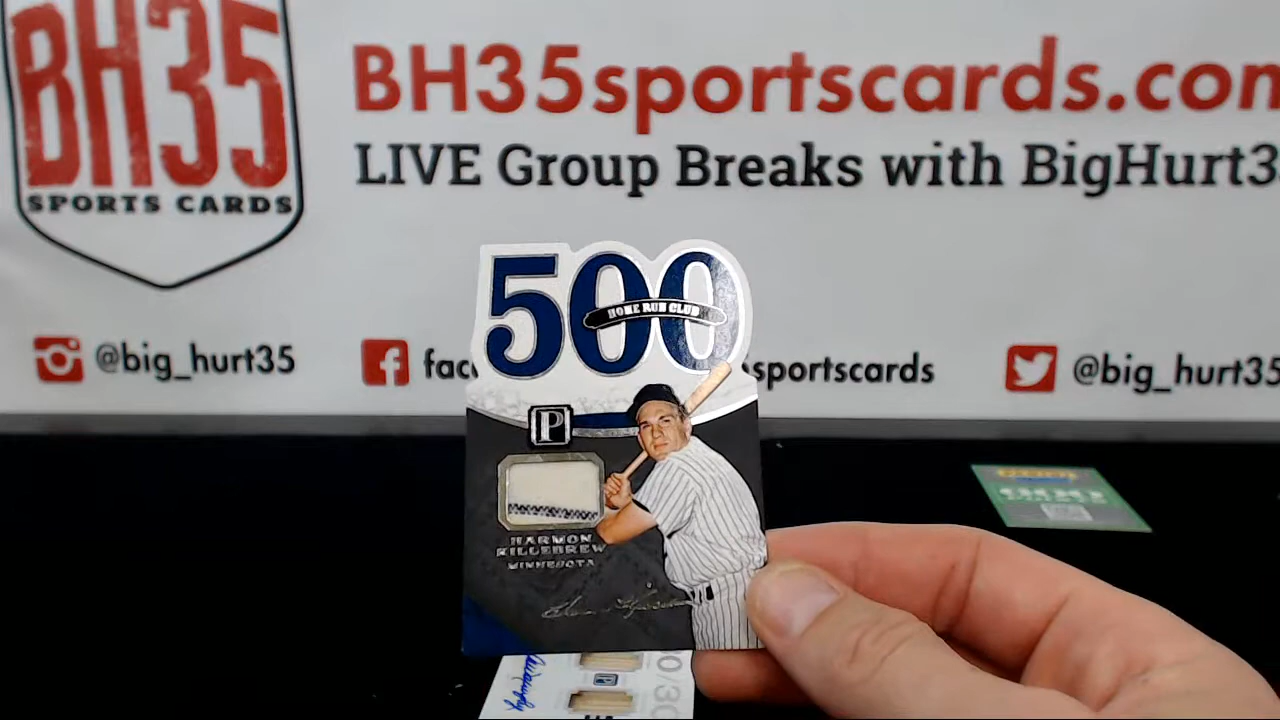 BH35
SPORTS CARDS
BH35sportscards.com
LIVE Group Breaks with BigHurt3
@big_hurt35
sportscards
@big_hurt35
500
HOME RUN CLUB
P
HARMON
KILLEBREW
MINNESOTA
P